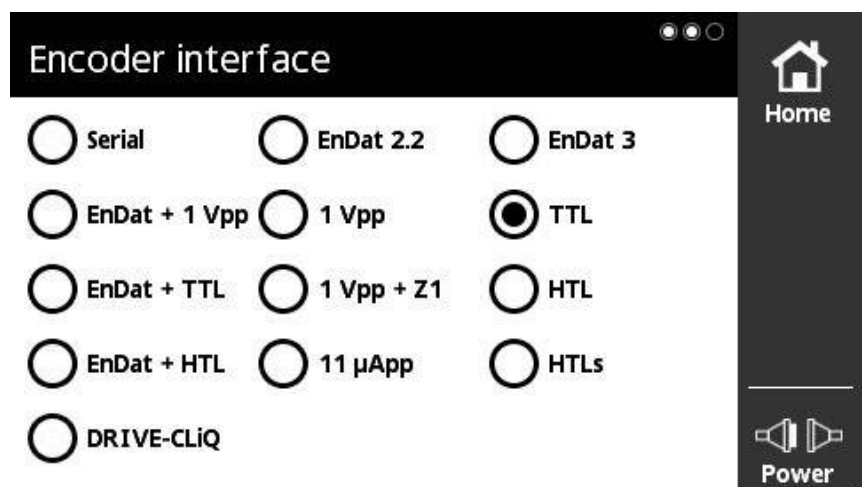 Encoder interface
Home
Serial EnDat 2.2 EnDat 3
EnDat + 1 Vpp 1 Vpp TTL
EnDat + TTL 1 Vpp + Z1 HTL
EnDat + HTL 11 µApp HTLs
DRIVE-CLiQ
Power